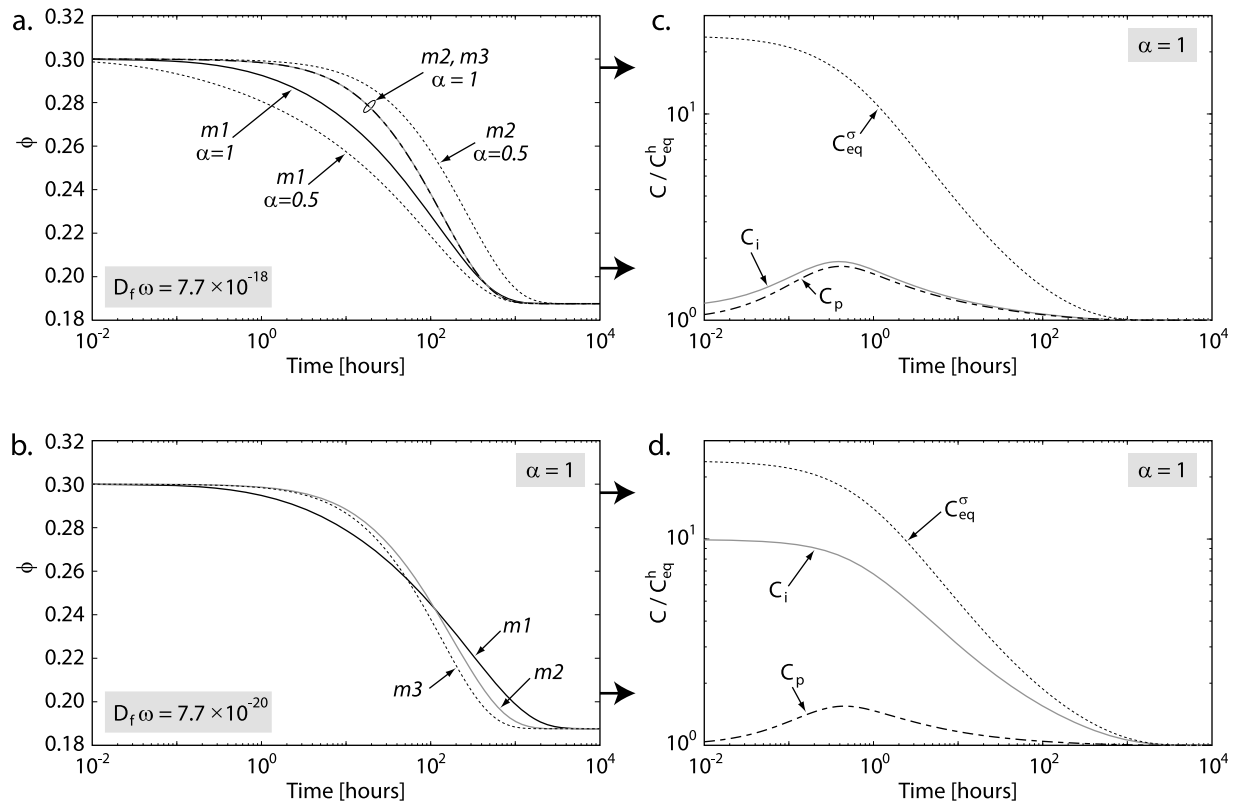 a.
0.32
0.30
0.28
0.26
0.24
0.22
0.20
0.18
ϕ
m2, m3
α = 1
m1
α=1
m2
α=0.5
m1
α=0.5
D_f ω = 7.7 ×10^-18
10^-2
10^0
10^2
10^4
Time [hours]
c.
α = 1
10^1
10^0
C / C_eq^h
C_eq^σ
C_i
C_p
10^-2
10^0
10^2
10^4
Time [hours]
b.
0.32
0.30
0.28
0.26
0.24
0.22
0.20
0.18
ϕ
α = 1
m1
m2
m3
D_f ω = 7.7 ×10^-20
10^-2
10^0
10^2
10^4
Time [hours]
d.
α = 1
10^1
10^0
C / C_eq^h
C_eq^σ
C_i
C_p
10^-2
10^0
10^2
10^4
Time [hours]